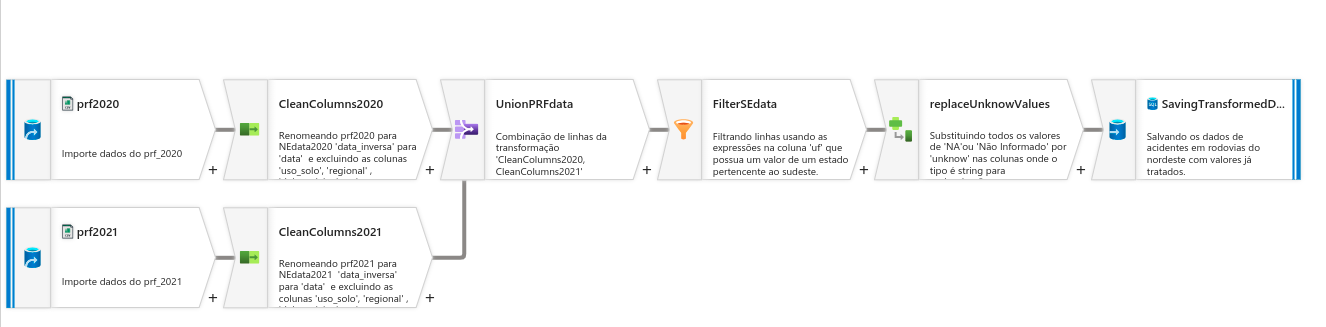 prf2020
Importe dados do prf_2020
+
CleanColumns2020
Renomeando prf2020 para
NEdata2020 'data_inversa' para
'data'  e excluindo as colunas
'uso_solo', 'regional' ,
+
UnionPRFdata
Combinação de linhas da
transformação
'CleanColumns2020,
CleanColumns2021'
+
FilterSEdata
Filtrando linhas usando as
expressões na coluna 'uf' que
possua um valor de um estado
pertencente ao sudeste.
+
replaceUnknowValues
Substituindo todos os valores
de 'NA'ou 'Não Informado' por
'unknow' nas colunas onde o
tipo é string para
+
SQL
SavingTransformedD...
Salvando os dados de
acidentes em rodovias do
nordeste com valores já
tratados.
prf2021
Importe dados do prf_2021
+
CleanColumns2021
Renomeando prf2021 para
NEdata2021  'data_inversa'
para 'data'  e excluindo as
colunas 'uso_solo', 'regional' ,
+